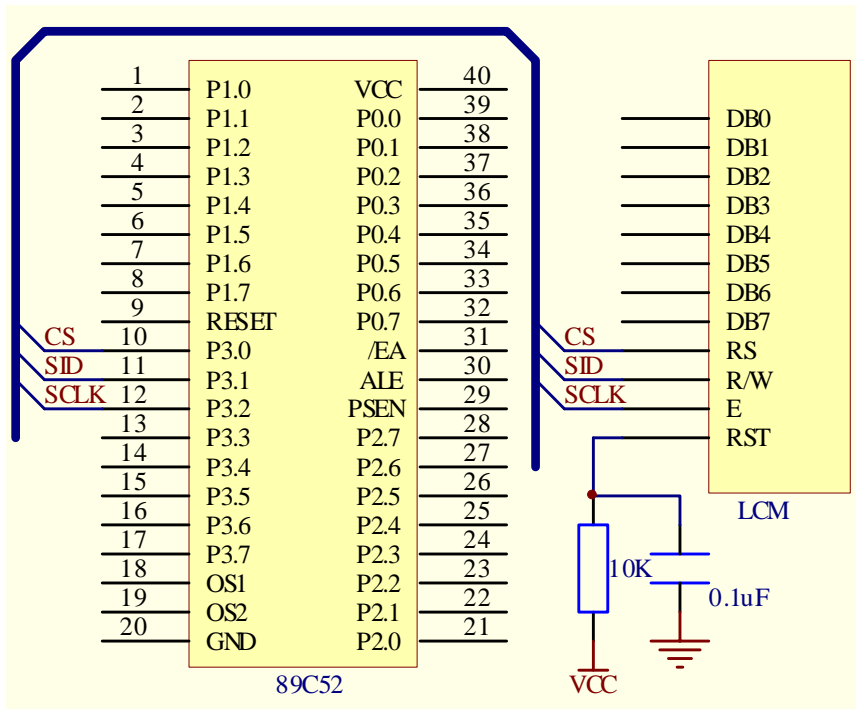 1 P1.0 VCC 40
2 P1.1 P0.0 39 DB0
3 P1.2 P0.1 38 DB1
4 P1.3 P0.2 37 DB2
5 P1.4 P0.3 36 DB3
6 P1.5 P0.4 35 DB4
7 P1.6 P0.5 34 DB5
8 P1.7 P0.6 33 DB6
9 RESET P0.7 32 DB7
CS 10 P3.0 /EA 31 CS RS
SID 11 P3.1 ALE 30 SID R/W
SCLK 12 P3.2 PSEN 29 SCLK E
13 P3.3 P2.7 28 RST
14 P3.4 P2.6 27
15 P3.5 P2.5 26
16 P3.6 P2.4 25 LCM
17 P3.7 P2.3 24
18 OS1 P2.2 23 10K
19 OS2 P2.1 22 0.1uF
20 GND P2.0 21
89C52 VCC